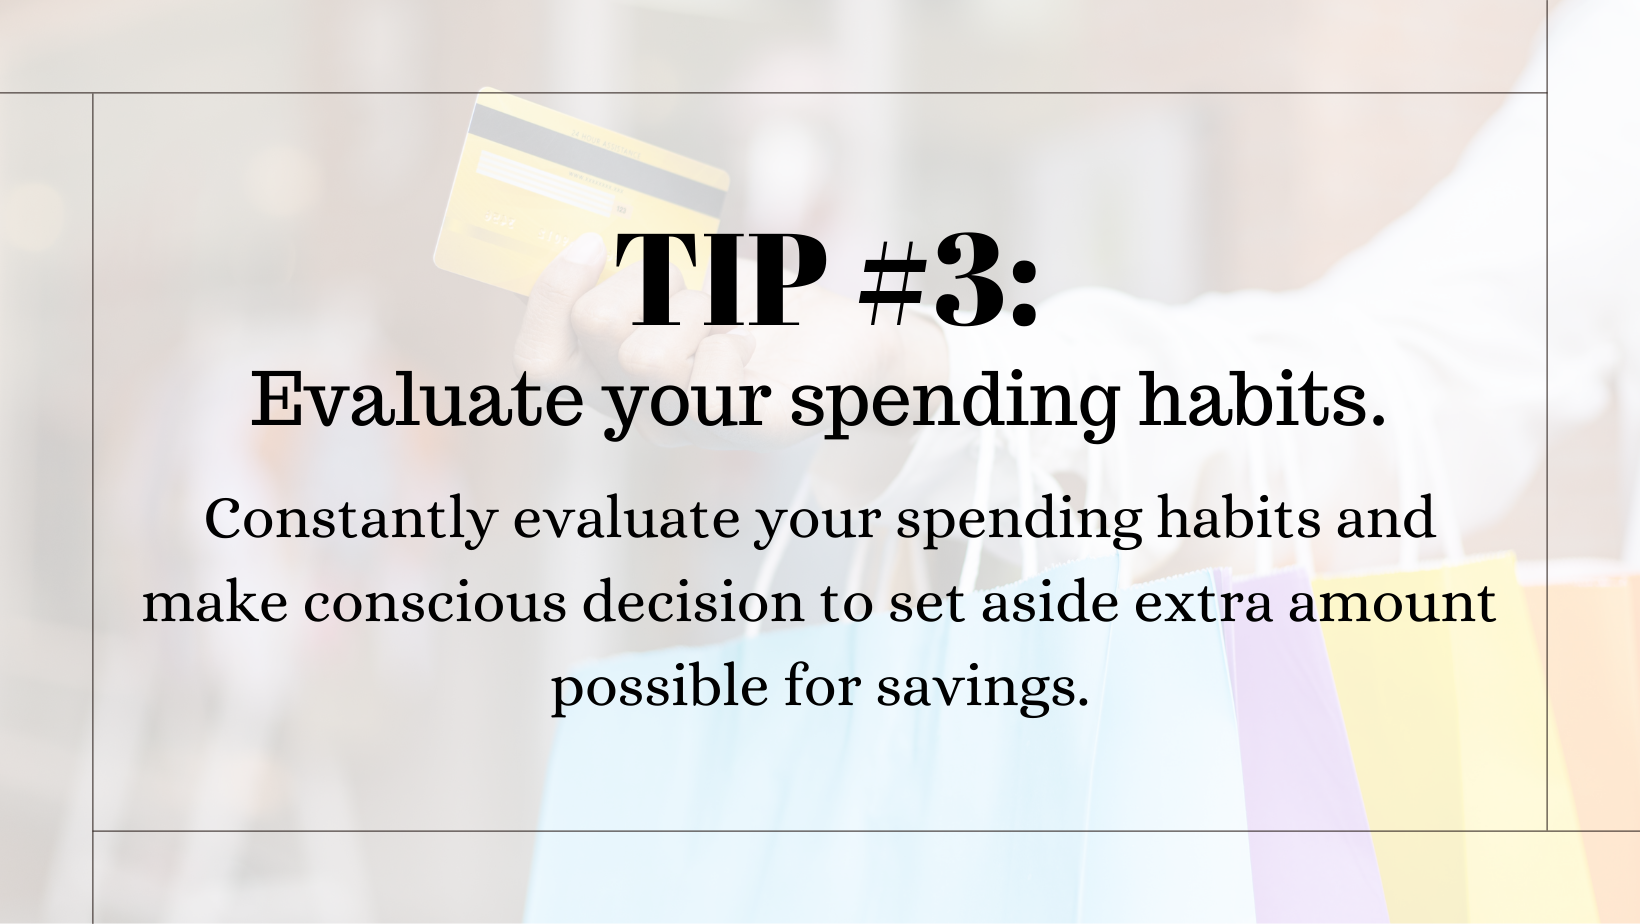 TIP #3:
Evaluate your spending habits.
Constantly evaluate your spending habits and
make conscious decision to set aside extra amount
possible for savings.